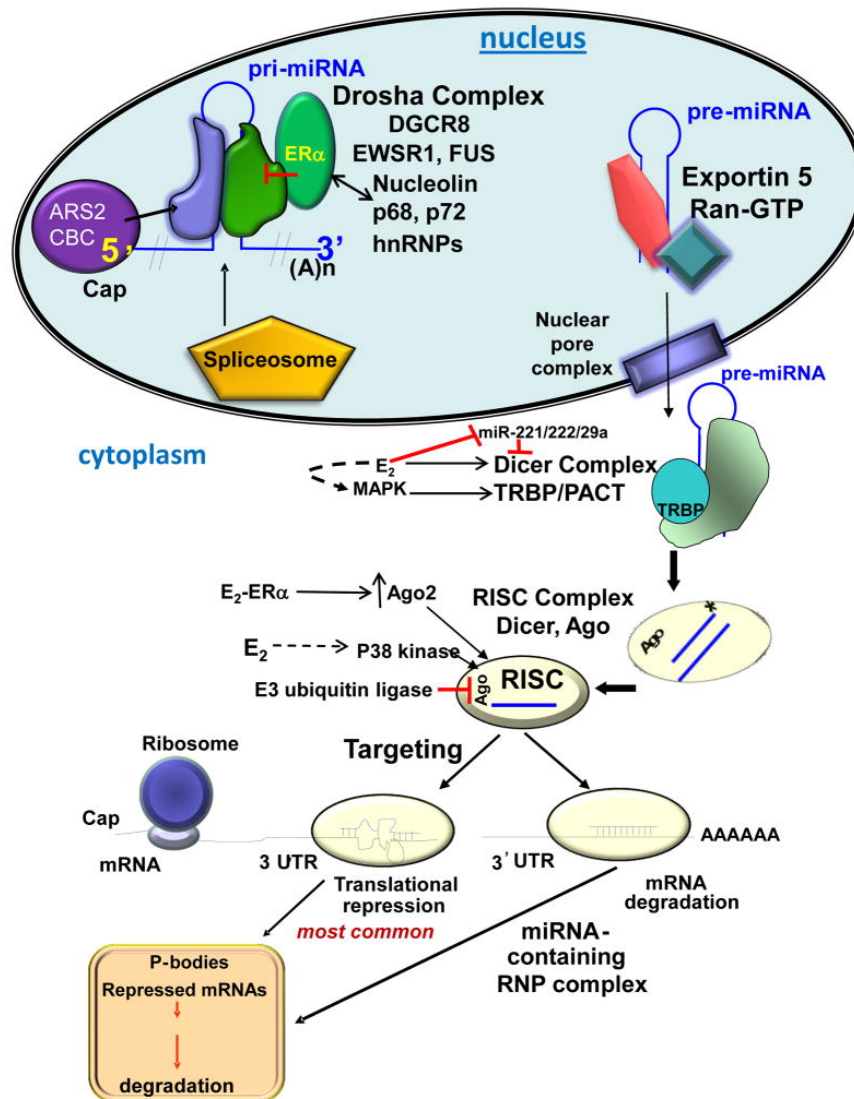 nucleus
pri-miRNA
Drosha Complex
DGCR8
EWSR1, FUS
Nucleolin
p68, p72
hnRNPs
ERα
ARS2
CBC
5’
3’
(A)n
Cap
Spliceosome
pre-miRNA
Exportin 5
Ran-GTP
Nuclear
pore
complex
pre-miRNA
cytoplasm
miR-221/222/29a
E2
Dicer Complex
MAPK
TRBP/PACT
TRBP
E2-ERα
Ago2
RISC Complex
Dicer, Ago
Ago
*
E2
P38 kinase
E3 ubiquitin ligase
Ago
RISC
Targeting
Ribosome
Cap
mRNA
3 UTR
3’ UTR
AAAAAA
Translational
repression
most common
mRNA
degradation
miRNA-
containing
RNP complex
P-bodies
Repressed mRNAs
degradation